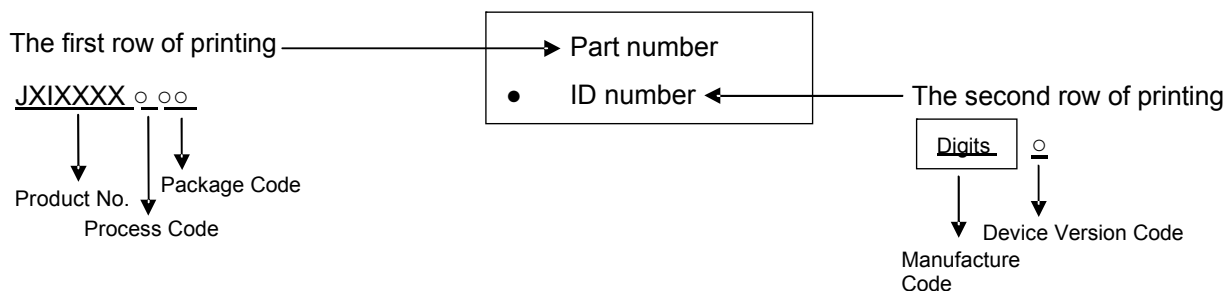 The first row of printing
Part number
JXIXXXX ○ ○○
● ID number
The second row of printing
Digits ○
Product No.
Package Code
Process Code
Device Version Code
Manufacture
Code